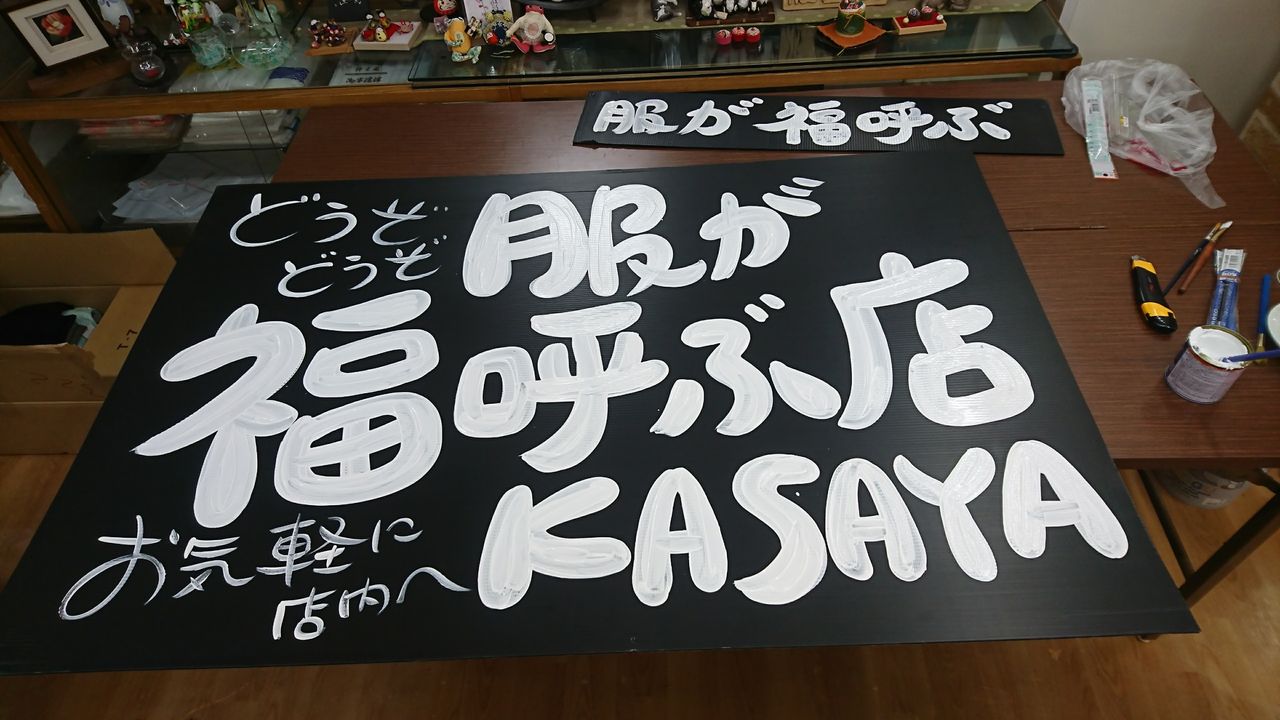 服が福呼ぶ
どうぞ
どうぞ
服が
福呼ぶ店
KASAYA
お気軽に
店内へ